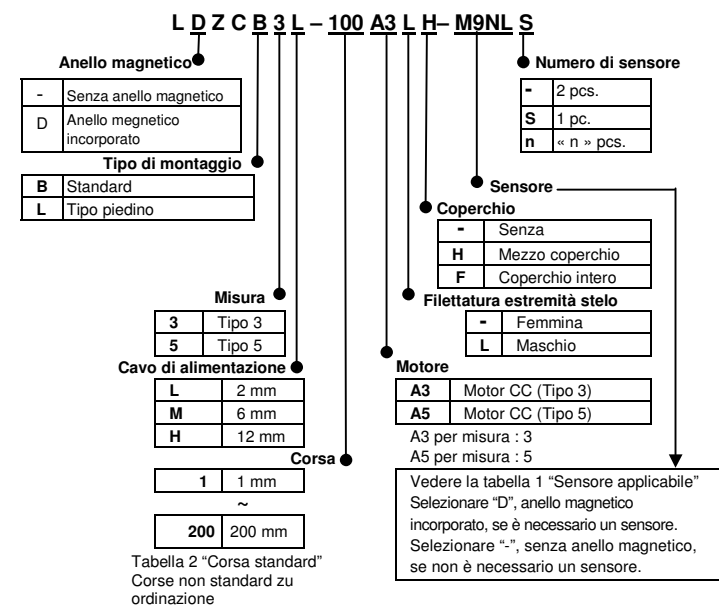 L D Z C B 3 L – 100 A3 L H– M9NL S
Anello magnetico
- Senza anello magnetico
D Anello megnetico
incorporato
Tipo di montaggio
B Standard
L Tipo piedino
Misura
3 Tipo 3
5 Tipo 5
Cavo di alimentazione
L 2 mm
M 6 mm
H 12 mm
Corsa
1 1 mm
~
200 200 mm
Tabella 2 “Corsa standard”
Corse non standard zu
ordinazione
Numero di sensore
- 2 pcs.
S 1 pc.
n « n » pcs.
Sensore
Coperchio
- Senza
H Mezzo coperchio
F Coperchio intero
Filettatura estremità stelo
- Femmina
L Maschio
Motore
A3 Motor CC (Tipo 3)
A5 Motor CC (Tipo 5)
A3 per misura : 3
A5 per misura : 5
Vedere la tabella 1 “Sensore applicabile”
Selezionare “D”, anello magnetico
incorporato, se è necessario un sensore.
Selezionare “-”, senza anello magnetico,
se non è necessario un sensore.